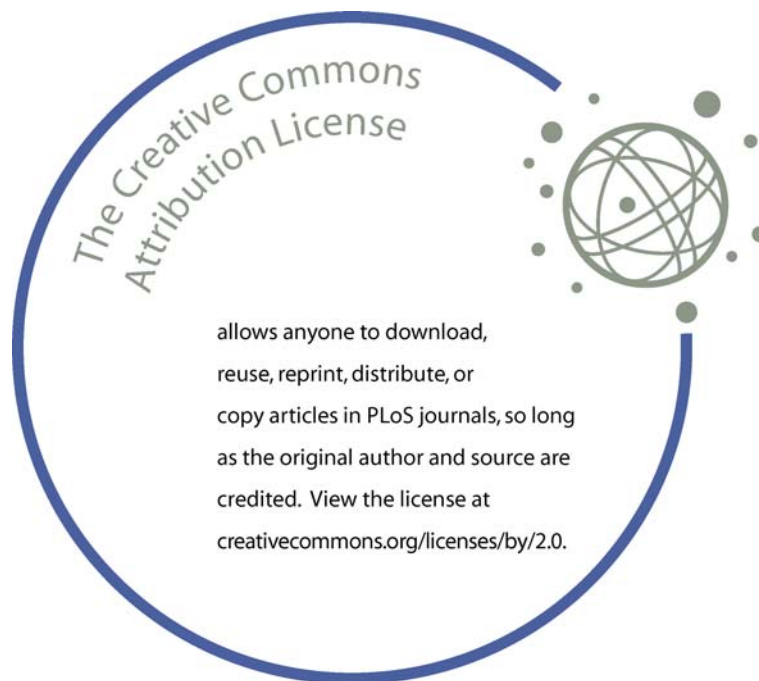 The Creative Commons
Attribution License
allows anyone to download,
reuse, reprint, distribute, or
copy articles in PLoS journals, so long
as the original author and source are
credited. View the license at
creativecommons.org/licenses/by/2.0.